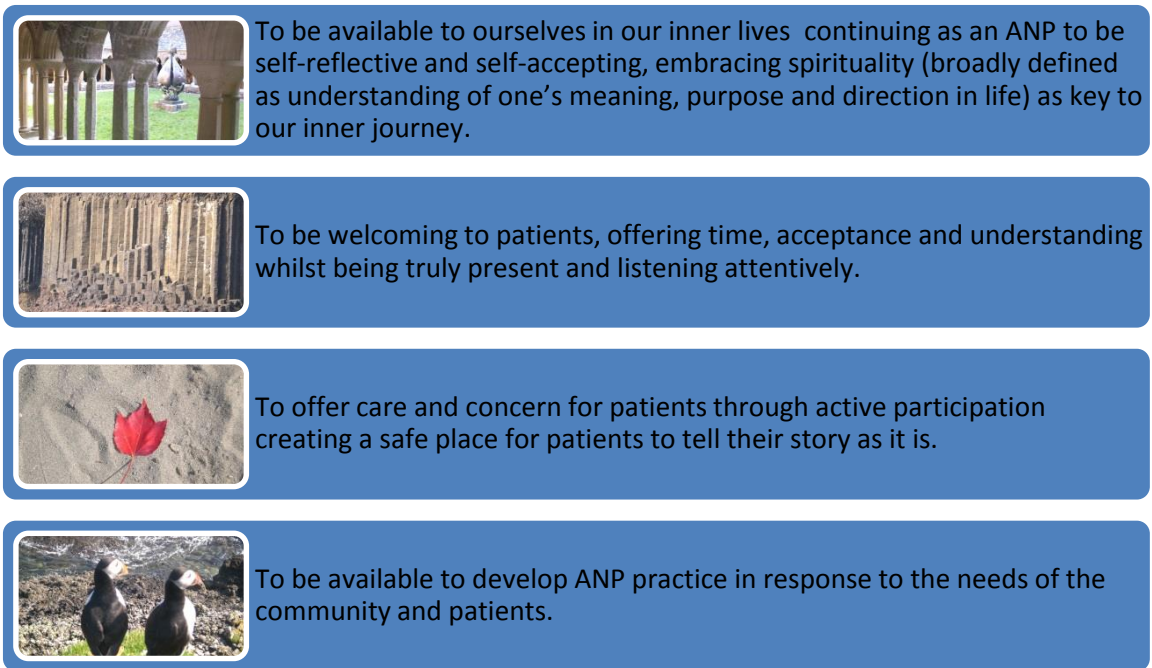 To be available to ourselves in our inner lives  continuing as an ANP to be
self-reflective and self-accepting, embracing spirituality (broadly defined
as understanding of one’s meaning, purpose and direction in life) as key to
our inner journey.
To be welcoming to patients, offering time, acceptance and understanding
whilst being truly present and listening attentively.
To offer care and concern for patients through active participation
creating a safe place for patients to tell their story as it is.
To be available to develop ANP practice in response to the needs of the
community and patients.